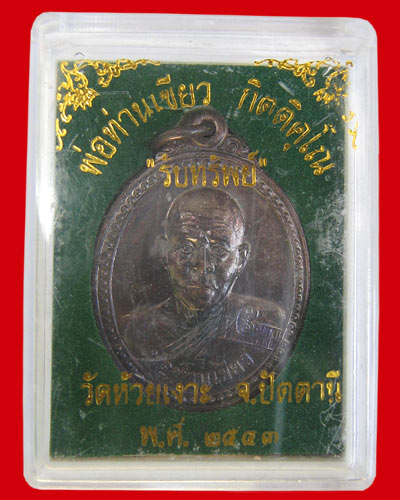 พ่อท่านเขียว กิตติคุโณ
"รับทรัพย์"
วัดห้วยเงาะ จ.ปัตตานี
พ.ศ. ๒๕๔๓